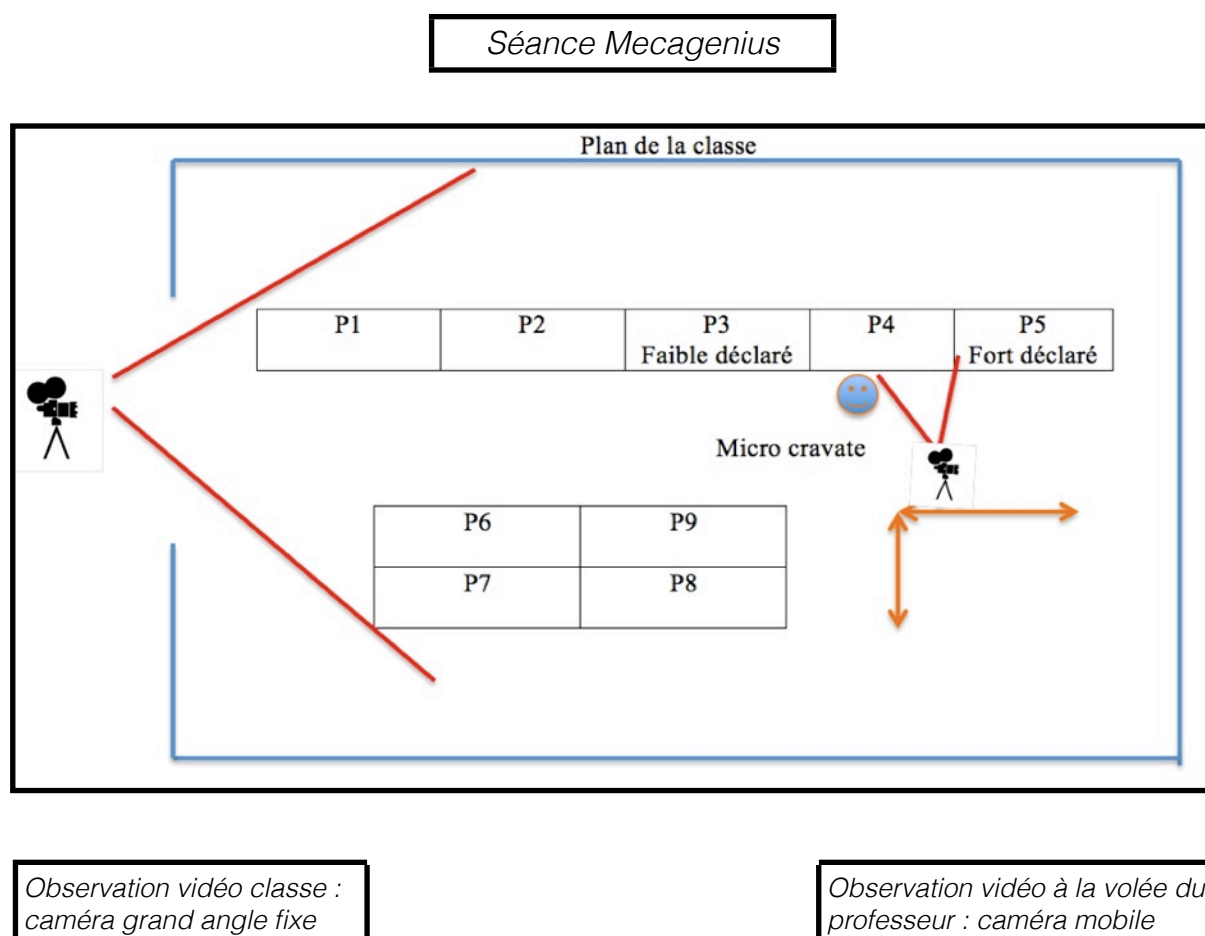 Séance Mecagenius
Plan de la classe
P1 P2 P3 P4 P5
Faible déclaré Fort déclaré
Micro cravate
P6 P9
P7 P8
Observation vidéo classe :
caméra grand angle fixe
Observation vidéo à la volée du
professeur : caméra mobile